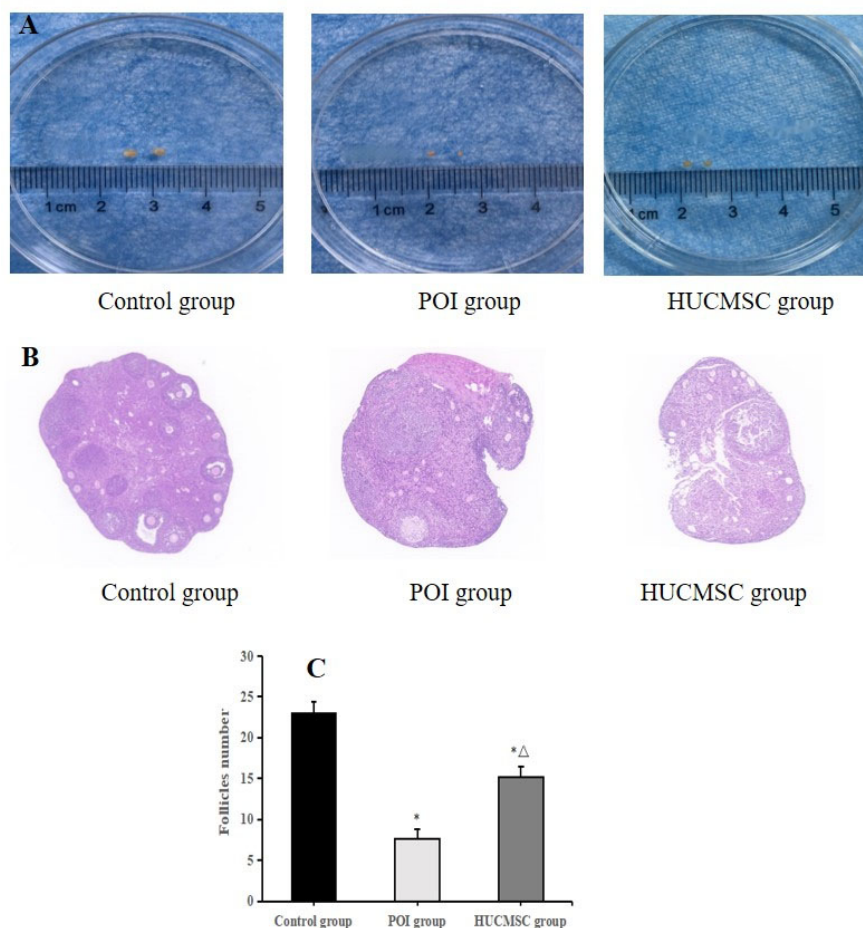 A
1 cm 2 3 4 5
1 cm 2 3 4
1 cm 2 3 4 5
Control group POI group HUCMSC group
B
Control group POI group HUCMSC group
C
30
25
20
15
10
5
0
Follicles number
*
*△
Control group POI group HUCMSC group